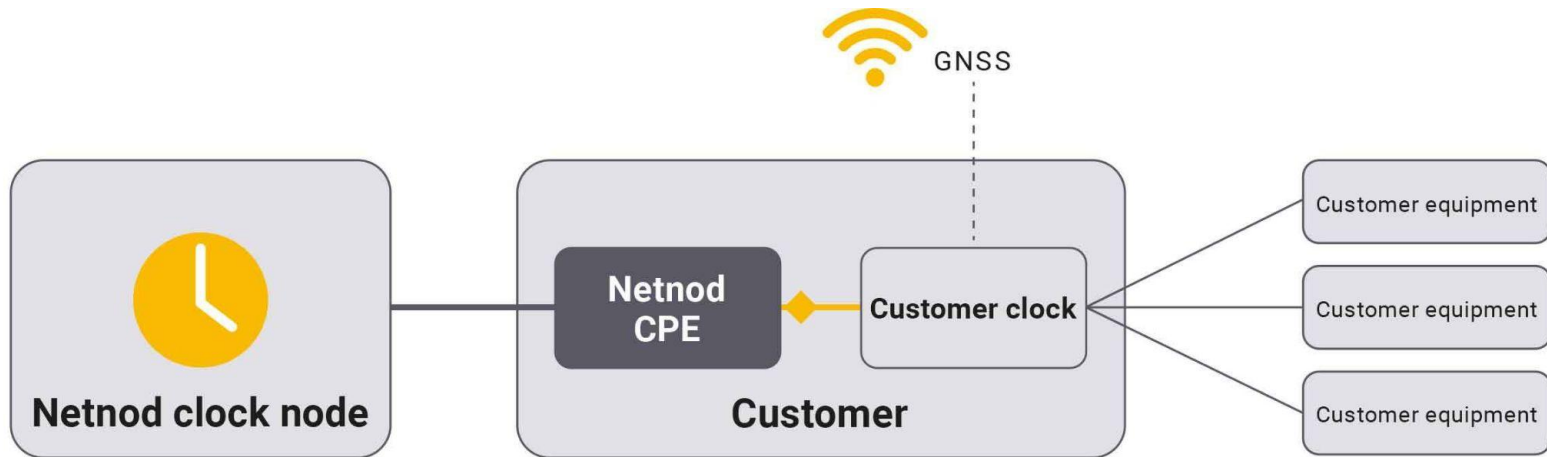 GNSS
Netnod
CPE
Customer clock
Netnod clock node
Customer
Customer equipment
Customer equipment
Customer equipment